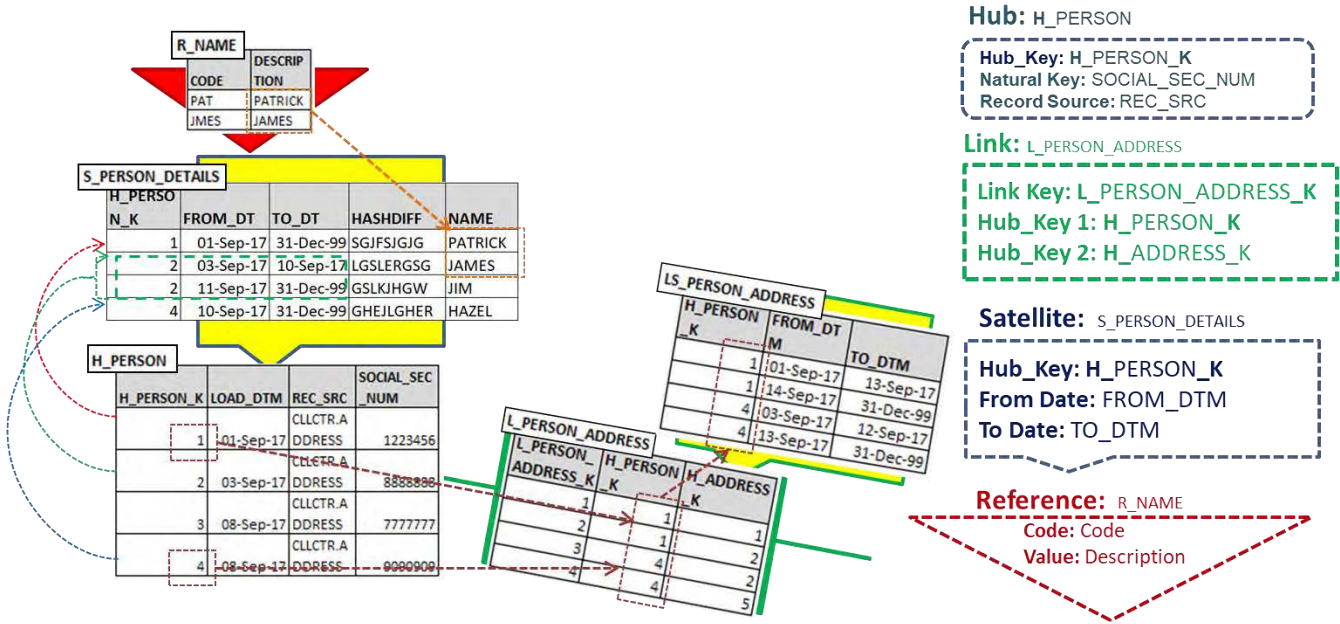 R_NAME
DESCRIP
CODE TION
PAT PATRICK
JMES JAMES
S_PERSON_DETAILS
H_PERSO
N_K FROM_DT TO_DT HASHDIFF NAME
1 01-Sep-17 31-Dec-99 SGJFSJGJG PATRICK
2 03-Sep-17 10-Sep-17 LGSLERGSG JAMES
2 11-Sep-17 31-Dec-99 GSLKJHGW JIM
4 10-Sep-17 31-Dec-99 GHEJLGHER HAZEL
H_PERSON
SOCIAL_SEC
H_PERSON_K LOAD_DTM REC_SRC _NUM
CLLCTR.A
1 01-Sep-17 DDRESS 1223456
CLLCTR.A
2 03-Sep-17 DDRESS 8888888
CLLCTR.A
3 08-Sep-17 DDRESS 7777777
CLLCTR.A
4 08-Sep-17 DDRESS 9090909
L_PERSON_ADDRESS
L_PERSON_ H_PERSON H_ADDRESS
ADDRESS_K _K _K
1 1 1
2 1 2
3 4 2
4 4 5
LS_PERSON_ADDRESS
H_PERSON FROM_DT
_K M TO_DTM
1 01-Sep-17 13-Sep-17
1 14-Sep-17 31-Dec-99
4 03-Sep-17 12-Sep-17
4 13-Sep-17 31-Dec-99
Hub: H_PERSON
Hub_Key: H_PERSON_K
Natural Key: SOCIAL_SEC_NUM
Record Source: REC_SRC
Link: L_PERSON_ADDRESS
Link Key: L_PERSON_ADDRESS_K
Hub_Key 1: H_PERSON_K
Hub_Key 2: H_ADDRESS_K
Satellite: S_PERSON_DETAILS
Hub_Key: H_PERSON_K
From Date: FROM_DTM
To Date: TO_DTM
Reference: R_NAME
Code: Code
Value: Description